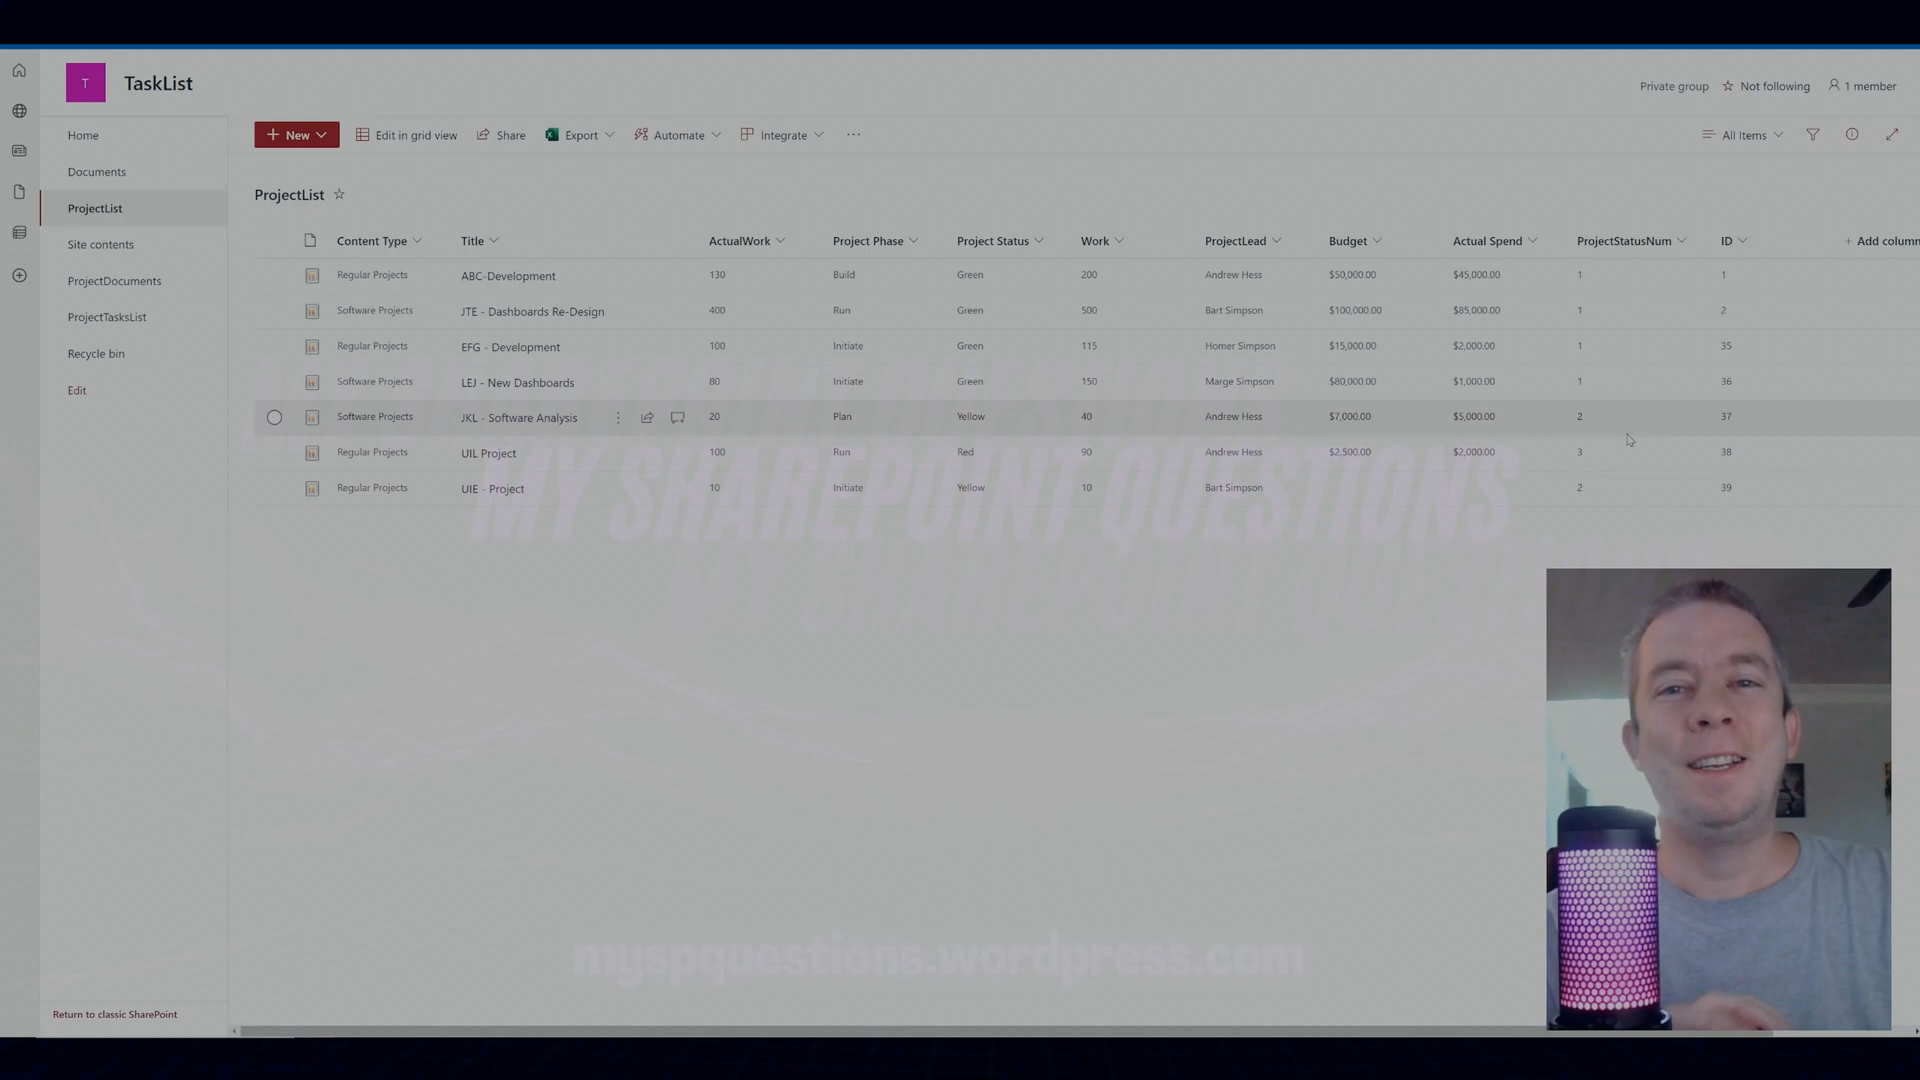 T TaskList
Private group Not following 1 member
Home
Documents
ProjectList
Site contents
ProjectDocuments
ProjectTasksList
Recycle bin
Edit
Return to classic SharePoint
+ New Edit in grid view Share Export Automate Integrate ... All Items
ProjectList
Content Type Title ActualWork Project Phase Project Status Work ProjectLead Budget Actual Spend ProjectStatusNum ID + Add column
Regular Projects ABC-Development 130 Build Green 200 Andrew Hess $50,000.00 $45,000.00 1 1
Software Projects JTE - Dashboards Re-Design 400 Run Green 500 Bart Simpson $100,000.00 $85,000.00 1 2
Regular Projects EFG - Development 100 Initiate Green 115 Homer Simpson $15,000.00 $2,000.00 1 35
Software Projects LEJ - New Dashboards 80 Initiate Green 150 Marge Simpson $80,000.00 $1,000.00 1 36
Software Projects JKL - Software Analysis 20 Plan Yellow 40 Andrew Hess $7,000.00 $5,000.00 2 37
Regular Projects UIL Project 100 Run Red 90 Andrew Hess $2,500.00 $2,000.00 3 38
Regular Projects UIE - Project 10 Initiate Yellow 10 Bart Simpson 2 39
MY SHAREPOINT QUESTIONS
MY SHAREPOINT QUESTIONS
myspquestions.wordpress.com